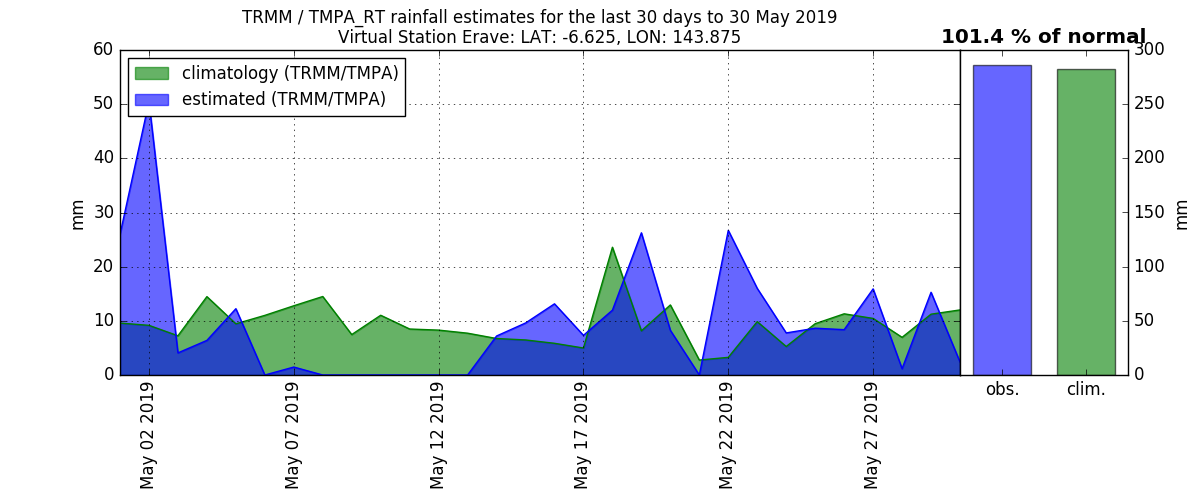 TRMM / TMPA_RT rainfall estimates for the last 30 days to 30 May 2019
Virtual Station Erave: LAT: -6.625, LON: 143.875
101.4 % of normal
climatology (TRMM/TMPA)
estimated (TRMM/TMPA)
mm
60
50
40
30
20
10
0
May 02 2019
May 07 2019
May 12 2019
May 17 2019
May 22 2019
May 27 2019
obs.
clim.
300
250
200
150
100
50
0
mm